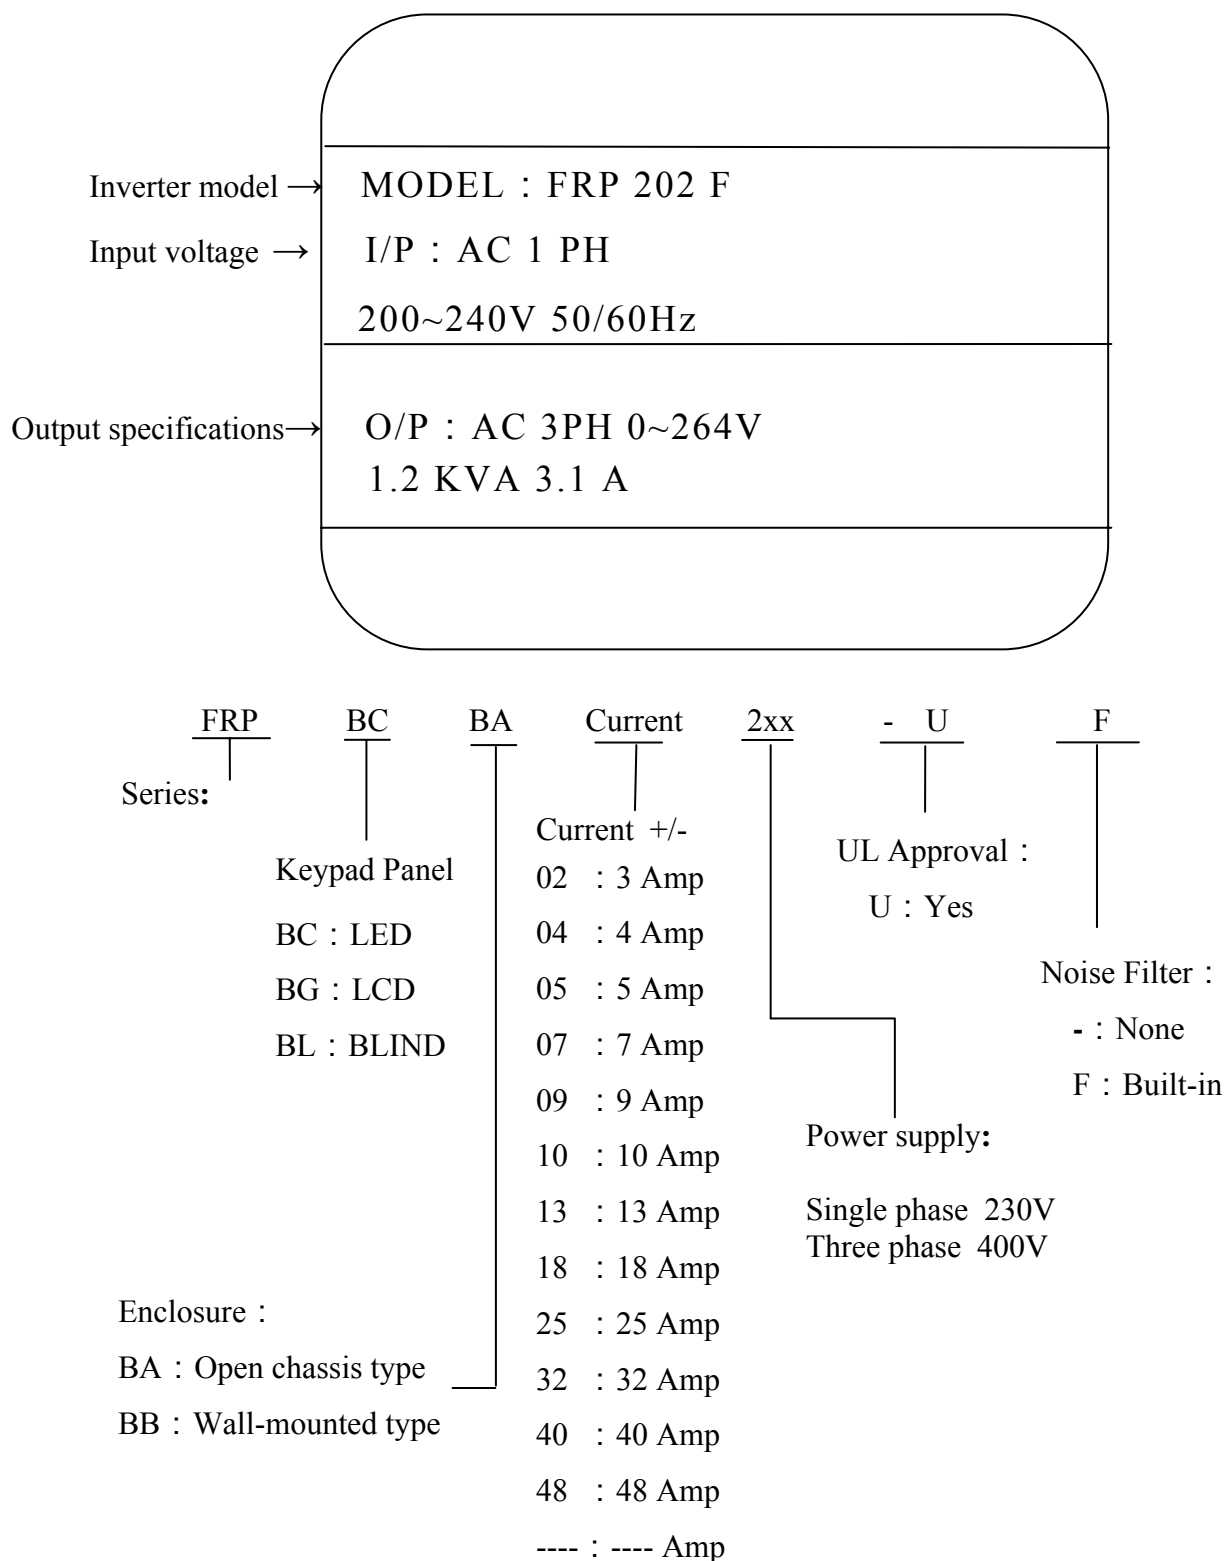 Inverter model → MODEL : FRP 202 F
Input voltage → I/P : AC 1 PH
200~240V 50/60Hz
Output specifications→ O/P : AC 3PH 0~264V
1.2 KVA 3.1 A
FRP BC BA Current 2xx - U F
Series:
Keypad Panel
BC : LED
BG : LCD
BL : BLIND
Enclosure :
BA : Open chassis type
BB : Wall-mounted type
Current +/-
02 : 3 Amp
04 : 4 Amp
05 : 5 Amp
07 : 7 Amp
09 : 9 Amp
10 : 10 Amp
13 : 13 Amp
18 : 18 Amp
25 : 25 Amp
32 : 32 Amp
40 : 40 Amp
48 : 48 Amp
---- : ---- Amp
Power supply:
Single phase 230V
Three phase 400V
UL Approval :
U : Yes
Noise Filter :
- : None
F : Built-in